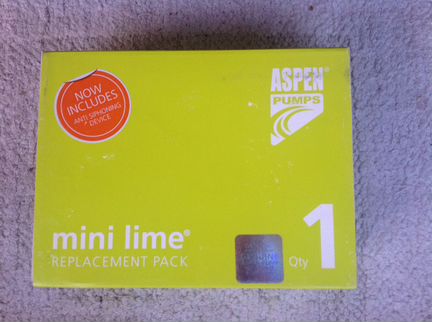 NOW
INCLUDES
ANTI SIPHONING
DEVICE
ASPEN®
PUMPS
mini lime®
REPLACEMENT PACK
Qty 1